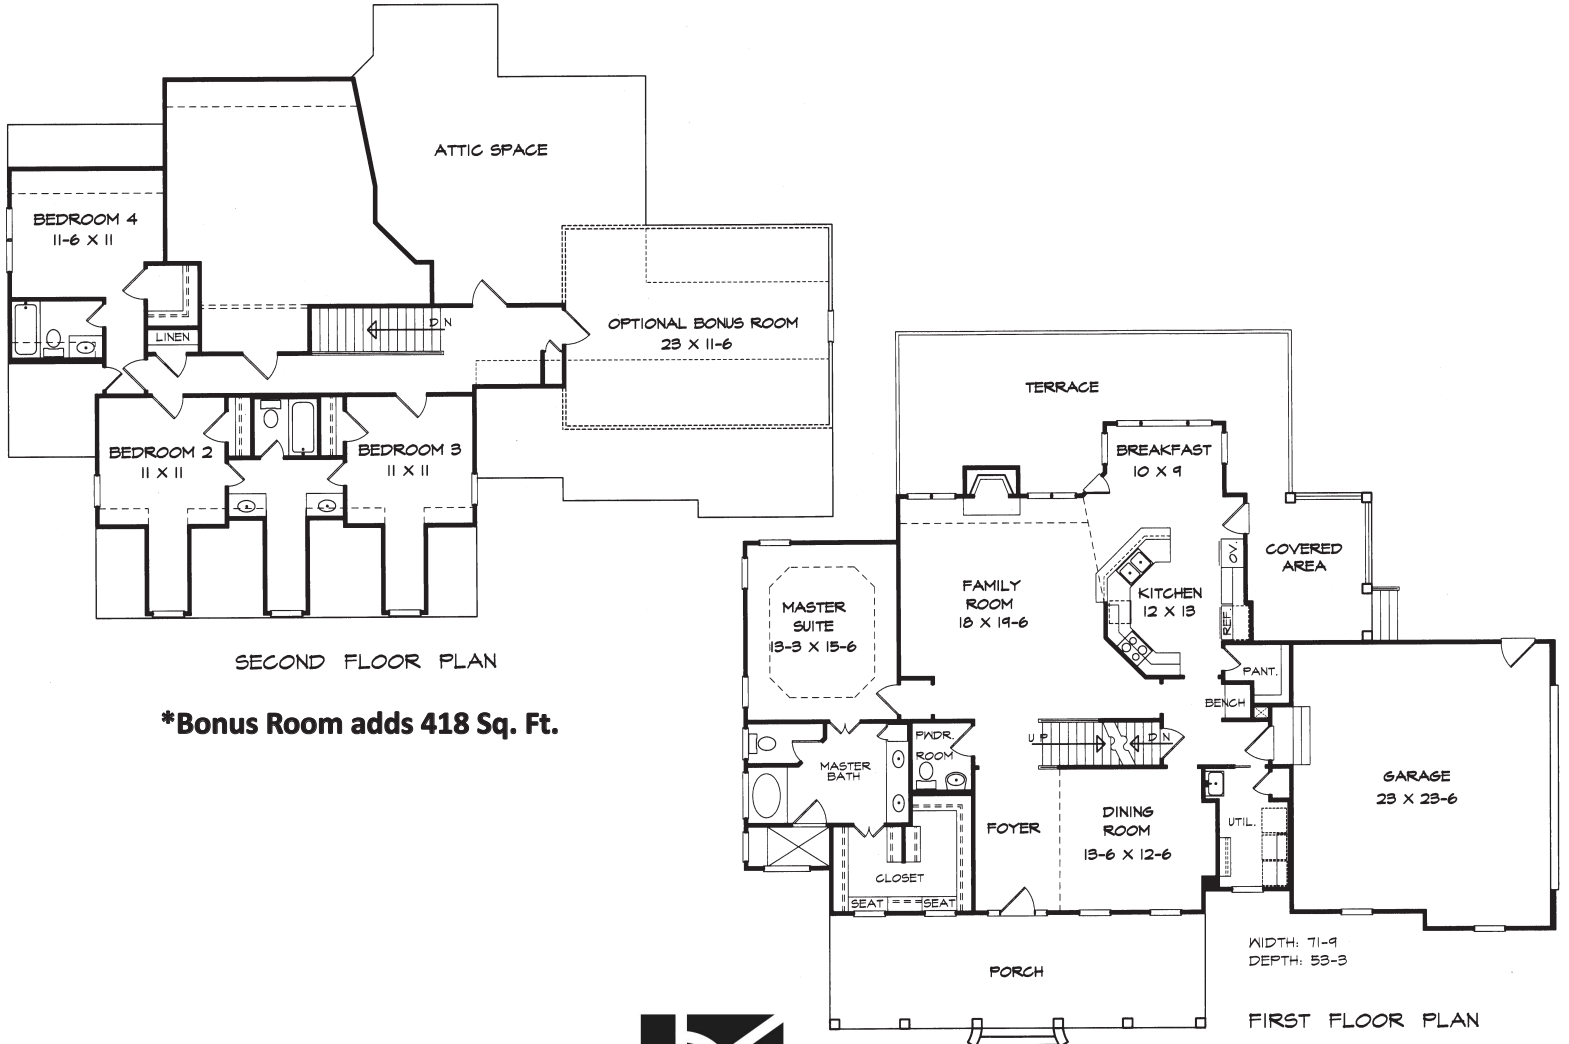 ATTIC SPACE
BEDROOM 4
11-6 X 11
LINEN
DN
OPTIONAL BONUS ROOM
23 X 11-6
BEDROOM 2
11 X 11
BEDROOM 3
11 X 11
SECOND FLOOR PLAN
*Bonus Room adds 418 Sq. Ft.
TERRACE
BREAKFAST
10 X 9
OV.
COVERED
AREA
FAMILY
ROOM
18 X 19-6
KITCHEN
12 X 13
REF.
MASTER
SUITE
13-3 X 15-6
PANT.
BENCH
PWDR.
ROOM
UP
DN
MASTER
BATH
GARAGE
23 X 23-6
FOYER
DINING
ROOM
13-6 X 12-6
UTIL.
CLOSET
SEAT
SEAT
PORCH
WIDTH: 71-9
DEPTH: 53-3
FIRST FLOOR PLAN